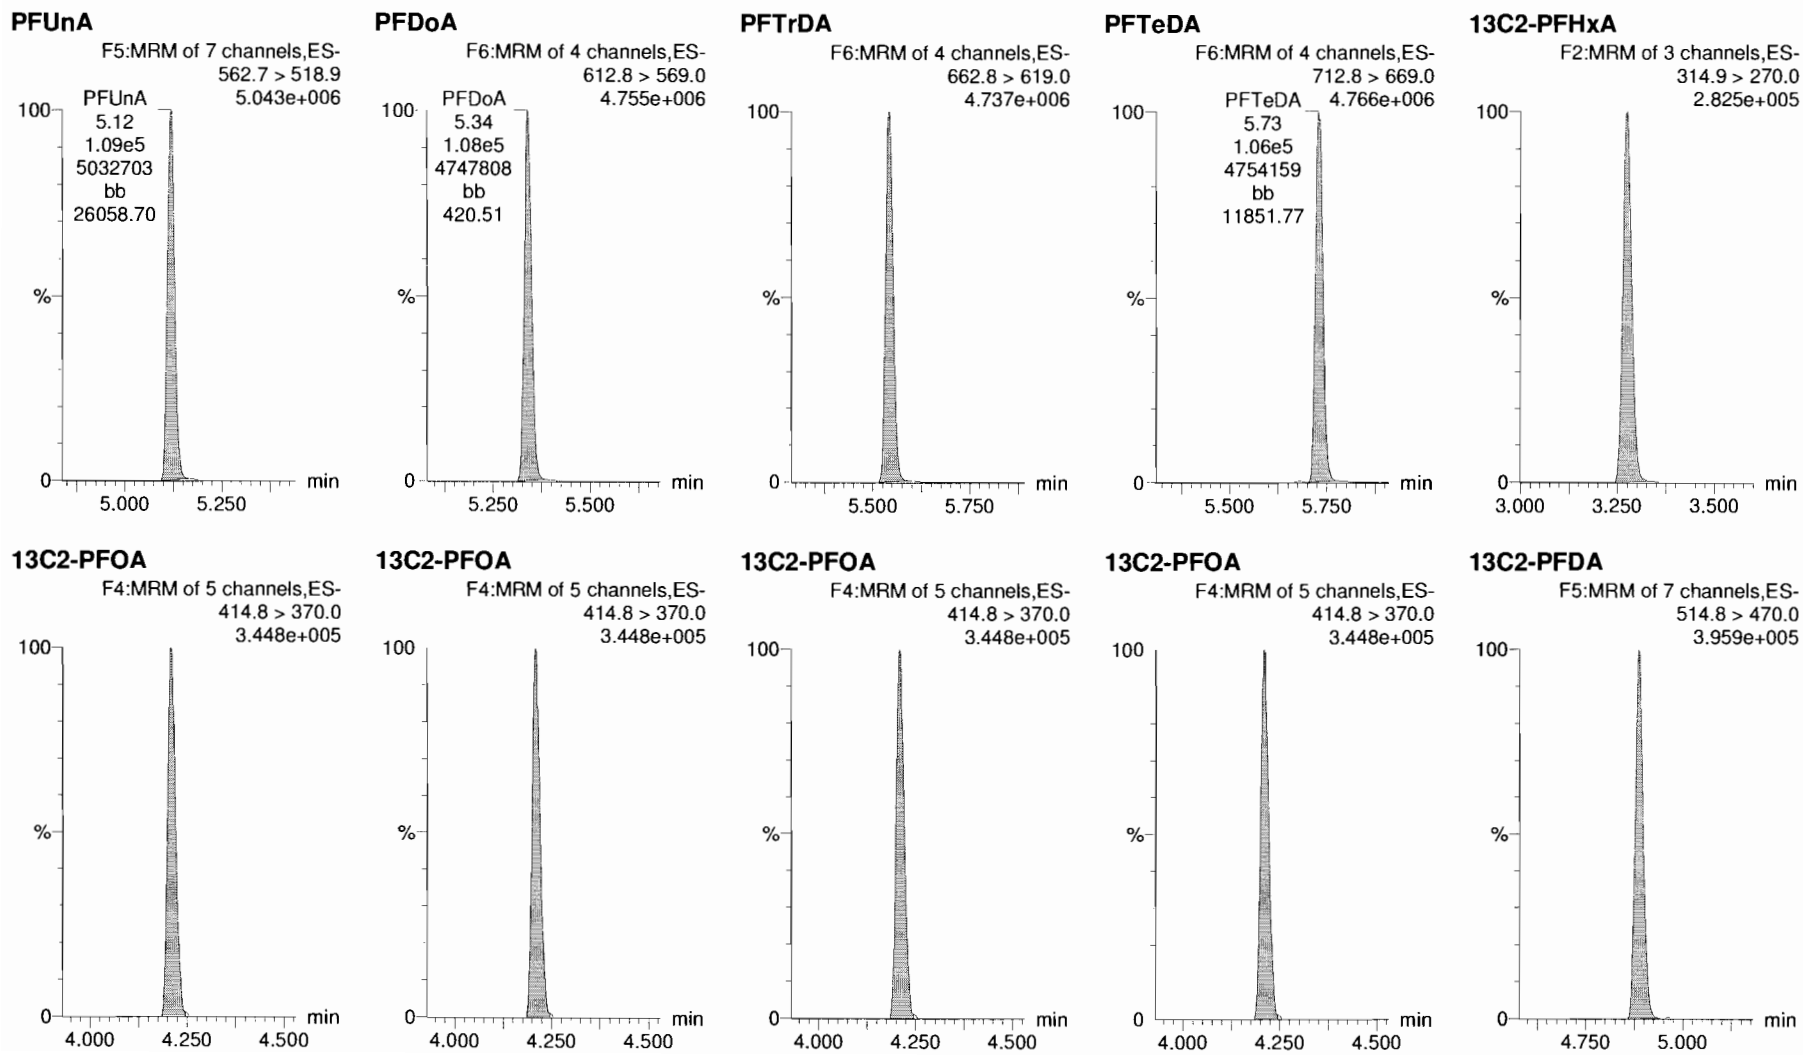 PFUnA
F5:MRM of 7 channels,ES-
562.7 > 518.9
5.043e+006
PFUnA
5.12
1.09e5
5032703
bb
26058.70
100
%
0
min
5.000
5.250
PFDoA
F6:MRM of 4 channels,ES-
612.8 > 569.0
4.755e+006
PFDoA
5.34
1.08e5
4747808
bb
420.51
100
%
0
min
5.250
5.500
PFTrDA
F6:MRM of 4 channels,ES-
662.8 > 619.0
4.737e+006
100
%
0
min
5.500
5.750
PFTeDA
F6:MRM of 4 channels,ES-
712.8 > 669.0
4.766e+006
PFTeDA
5.73
1.06e5
4754159
bb
11851.77
100
%
0
min
5.500
5.750
13C2-PFHxA
F2:MRM of 3 channels,ES-
314.9 > 270.0
2.825e+005
100
%
0
min
3.000
3.250
3.500
13C2-PFOA
F4:MRM of 5 channels,ES-
414.8 > 370.0
3.448e+005
100
%
0
min
4.000
4.250
4.500
13C2-PFOA
F4:MRM of 5 channels,ES-
414.8 > 370.0
3.448e+005
100
%
0
min
4.000
4.250
4.500
13C2-PFOA
F4:MRM of 5 channels,ES-
414.8 > 370.0
3.448e+005
100
%
0
min
4.000
4.250
4.500
13C2-PFOA
F4:MRM of 5 channels,ES-
414.8 > 370.0
3.448e+005
100
%
0
min
4.000
4.250
4.500
13C2-PFDA
F5:MRM of 7 channels,ES-
514.8 > 470.0
3.959e+005
100
%
0
min
4.750
5.000